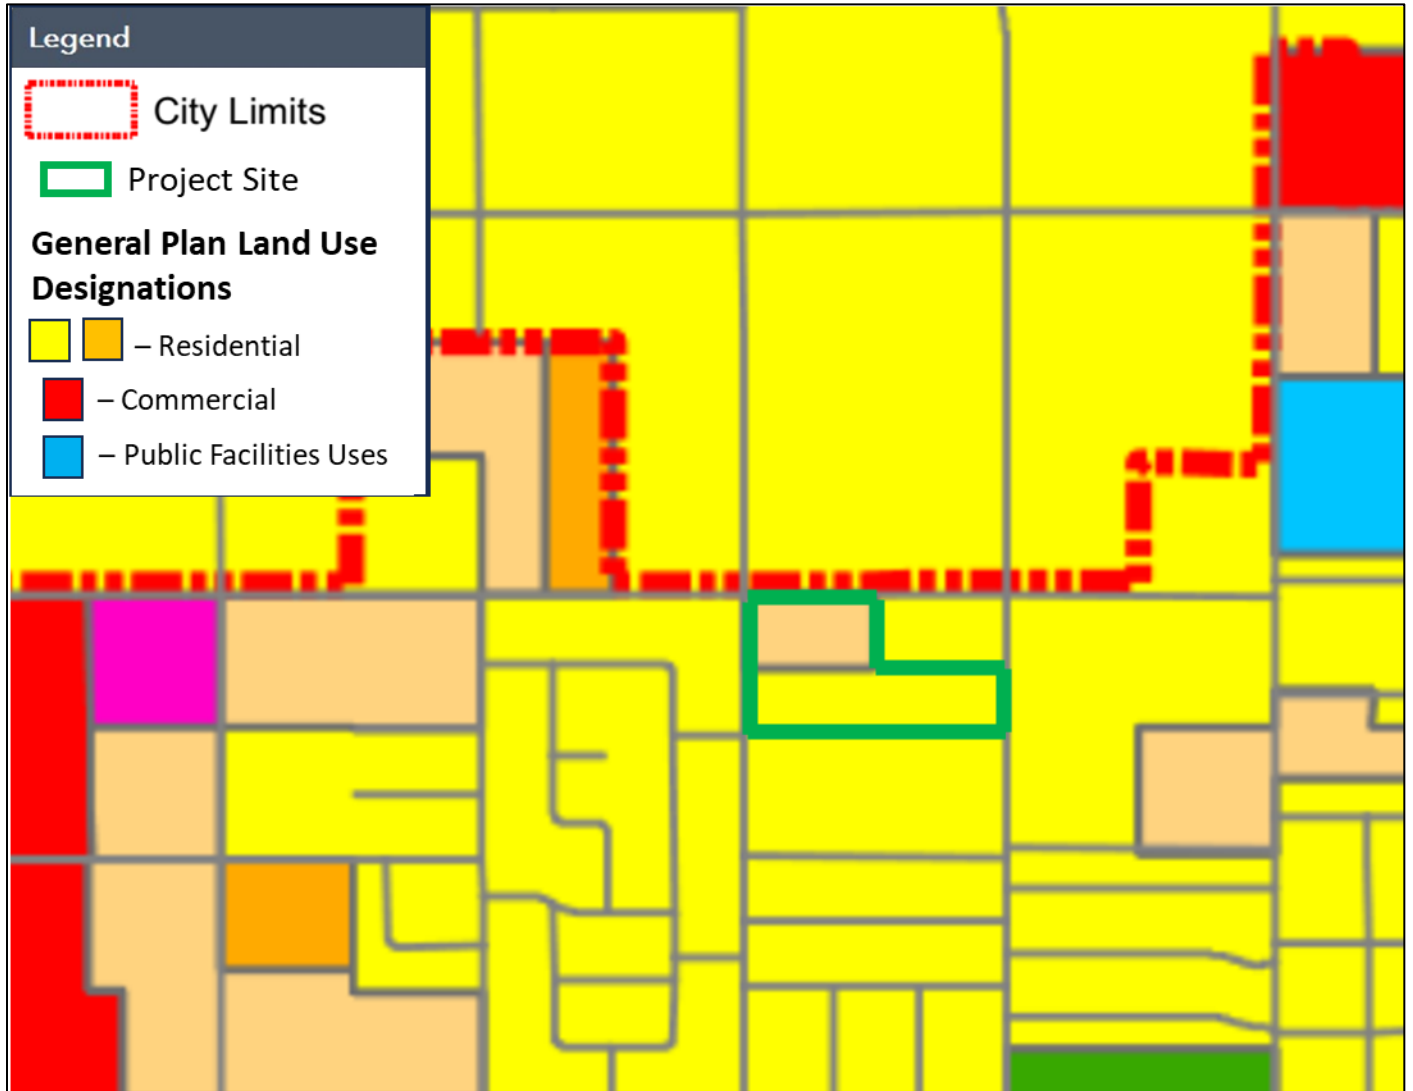 Legend
City Limits
Project Site
General Plan Land Use
Designations
– Residential
– Commercial
– Public Facilities Uses